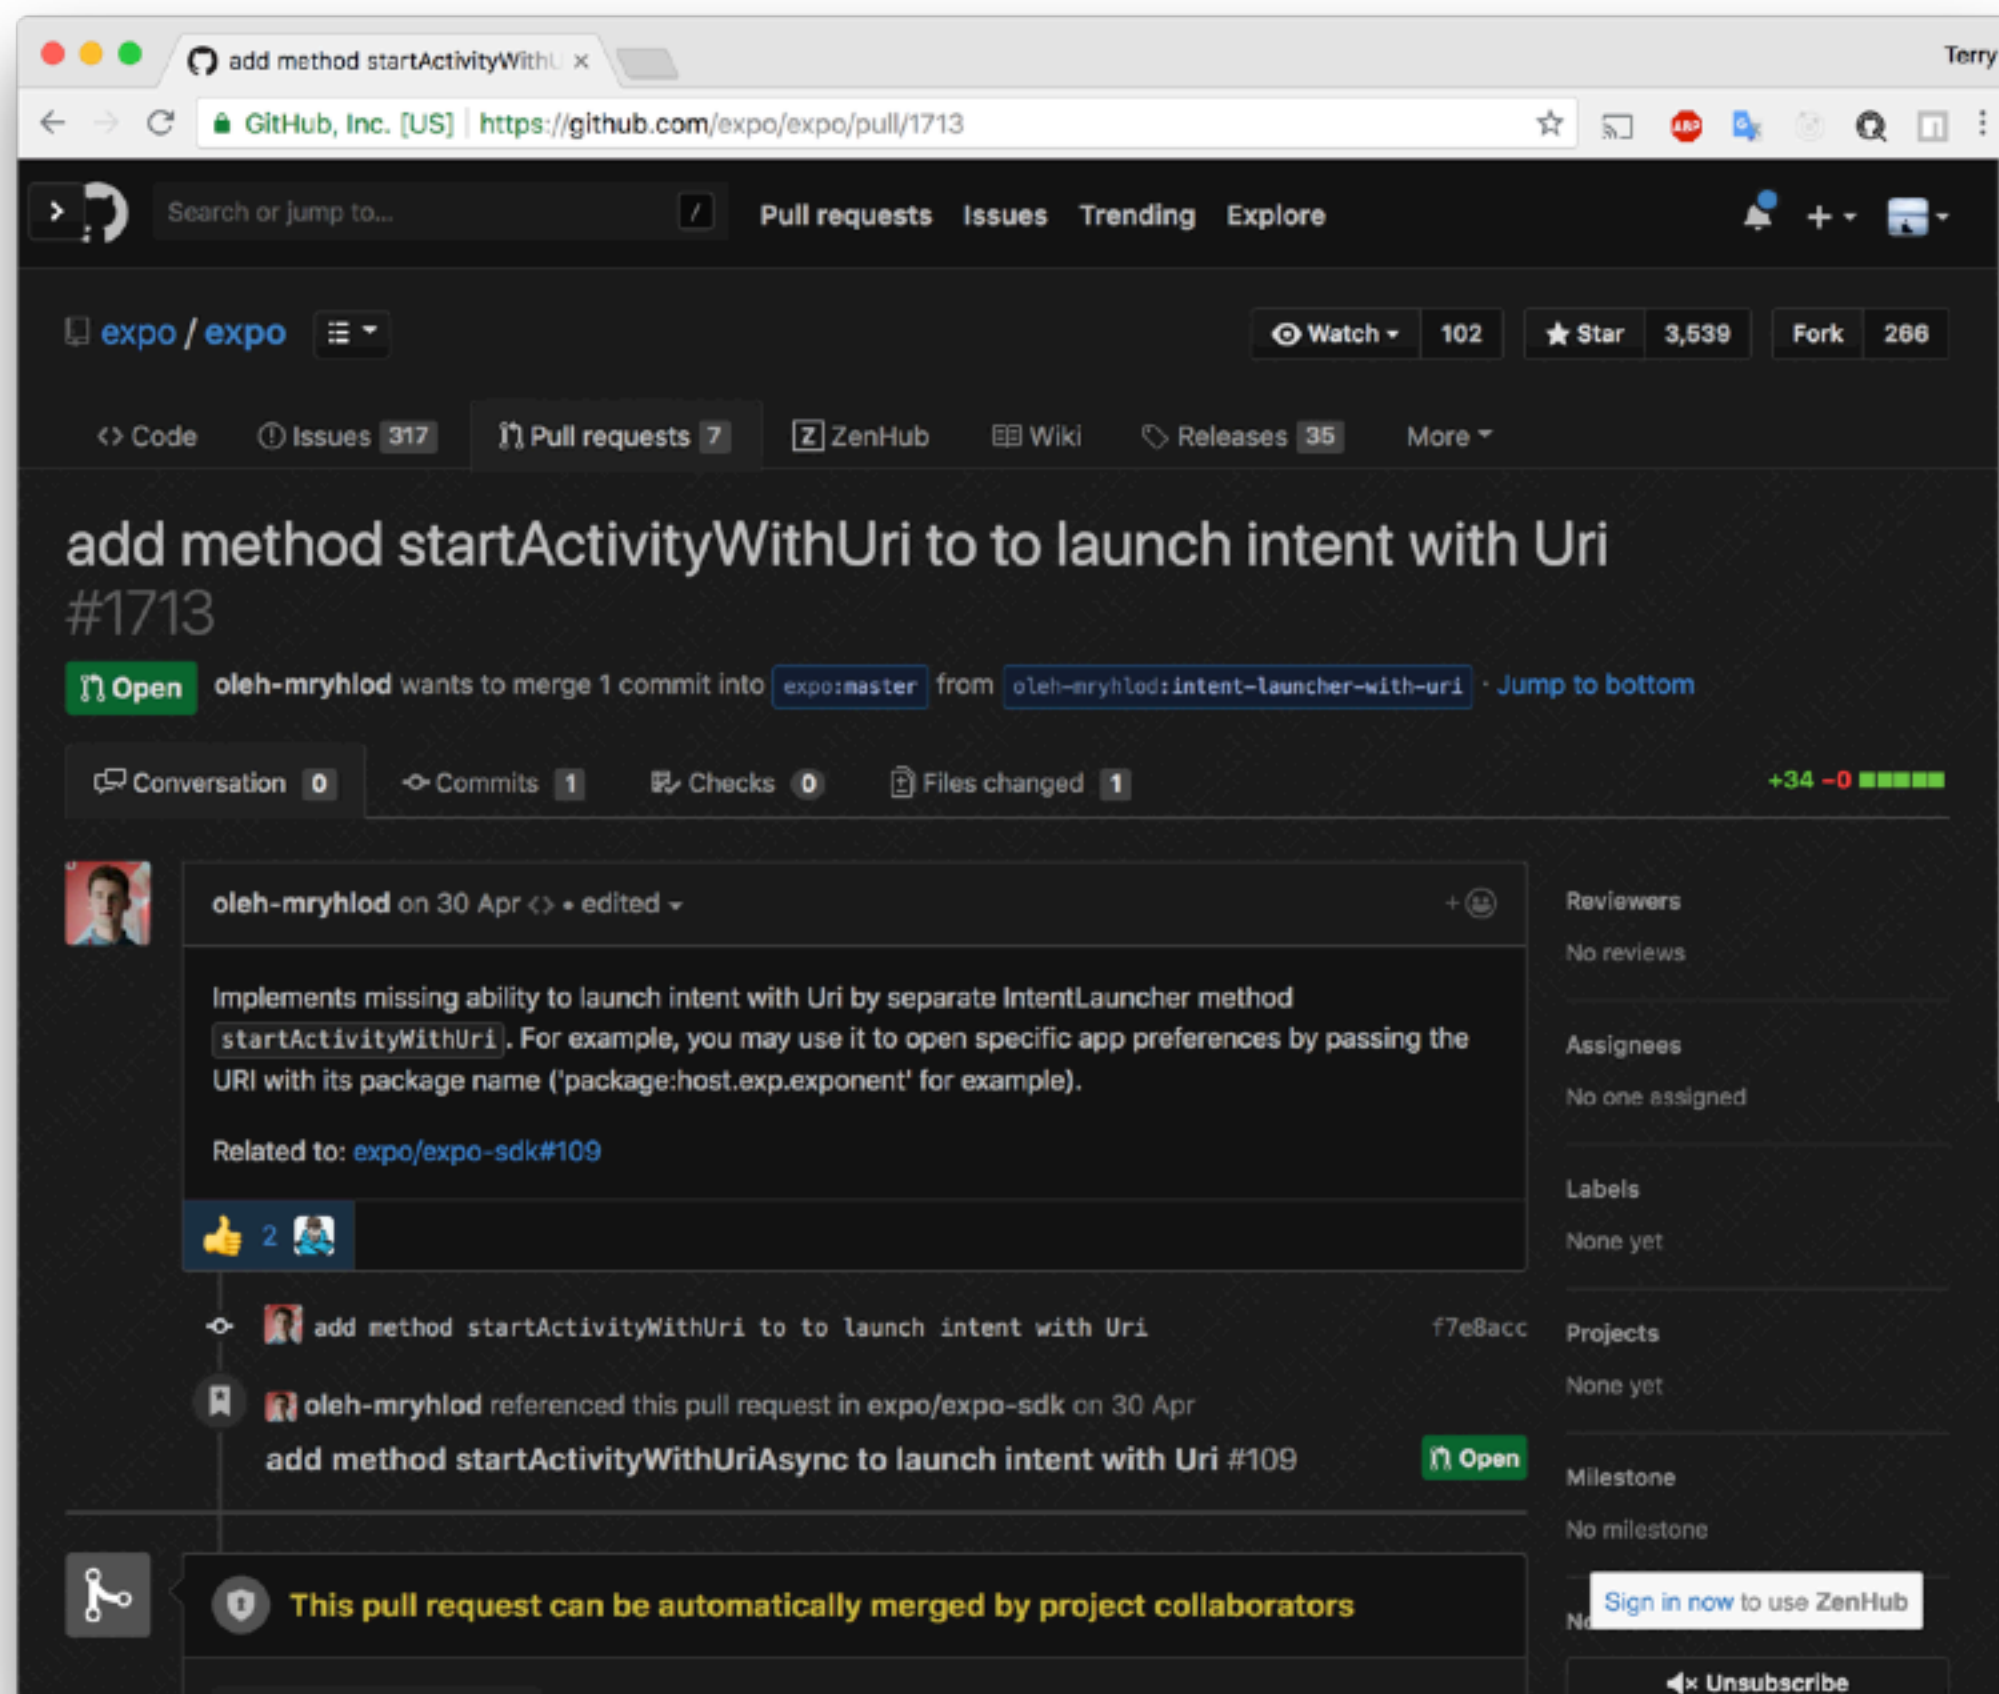 add method startActivityWithU
Terry
GitHub, Inc. [US] https://github.com/expo/expo/pull/1713
ABP
Search or jump to... /
Pull requests Issues Trending Explore
expo / expo
Watch 102 Star 3,539 Fork 266
Code Issues 317 Pull requests 7 ZenHub Wiki Releases 35 More
add method startActivityWithUri to to launch intent with Uri
#1713
Open oleh-mryhlod wants to merge 1 commit into expo:master from oleh-mryhlod:intent-launcher-with-uri · Jump to bottom
Conversation 0 Commits 1 Checks 0 Files changed 1 +34 −0
oleh-mryhlod on 30 Apr <> • edited
Implements missing ability to launch intent with Uri by separate IntentLauncher method
startActivityWithUri. For example, you may use it to open specific app preferences by passing the
URI with its package name ('package:host.exp.exponent' for example).
Related to: expo/expo-sdk#109
2
add method startActivityWithUri to to launch intent with Uri f7e8acc
oleh-mryhlod referenced this pull request in expo/expo-sdk on 30 Apr
add method startActivityWithUriAsync to launch intent with Uri #109 Open
This pull request can be automatically merged by project collaborators
Reviewers
No reviews
Assignees
No one assigned
Labels
None yet
Projects
None yet
Milestone
No milestone
Sign in now to use ZenHub
No
Unsubscribe